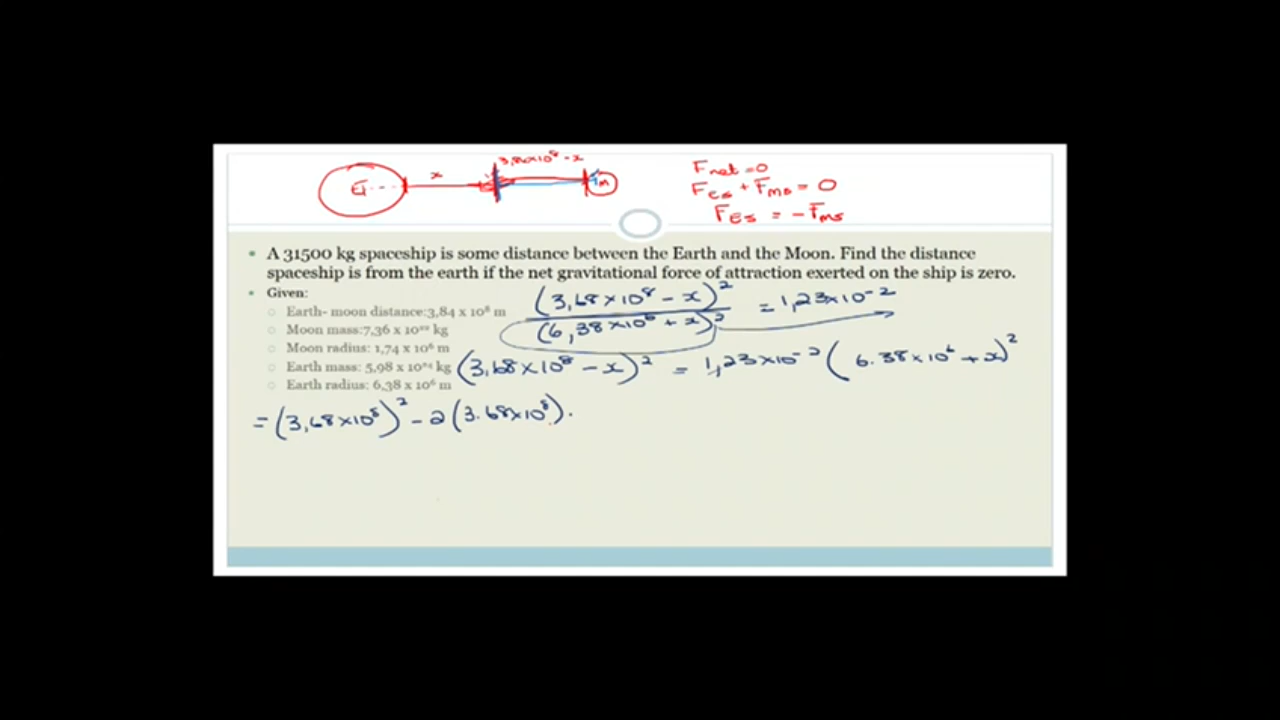 x
3,8x10⁸ - x
E
m
Fnet = 0
FEs + Fms = 0
FEs = - Fms
• A 31500 kg spaceship is some distance between the Earth and the Moon. Find the distance
spaceship is from the earth if the net gravitational force of attraction exerted on the ship is zero.
• Given:
(3,68 × 10⁸ - x)² / (6,38 × 10⁶ + x)² = 1,23 × 10⁻²
○ Earth- moon distance:3,84 x 10⁸ m
○ Moon mass:7,36 x 10²² kg
○ Moon radius: 1,74 x 10⁶ m
○ Earth mass: 5,98 x 10²⁴ kg
(3,68 × 10⁸ - x)² = 1,23 × 10⁻² (6.38 × 10⁶ + x)²
○ Earth radius: 6,38 x 10⁶ m
= (3,68 × 10⁸)² - 2 (3.68 × 10⁸) .